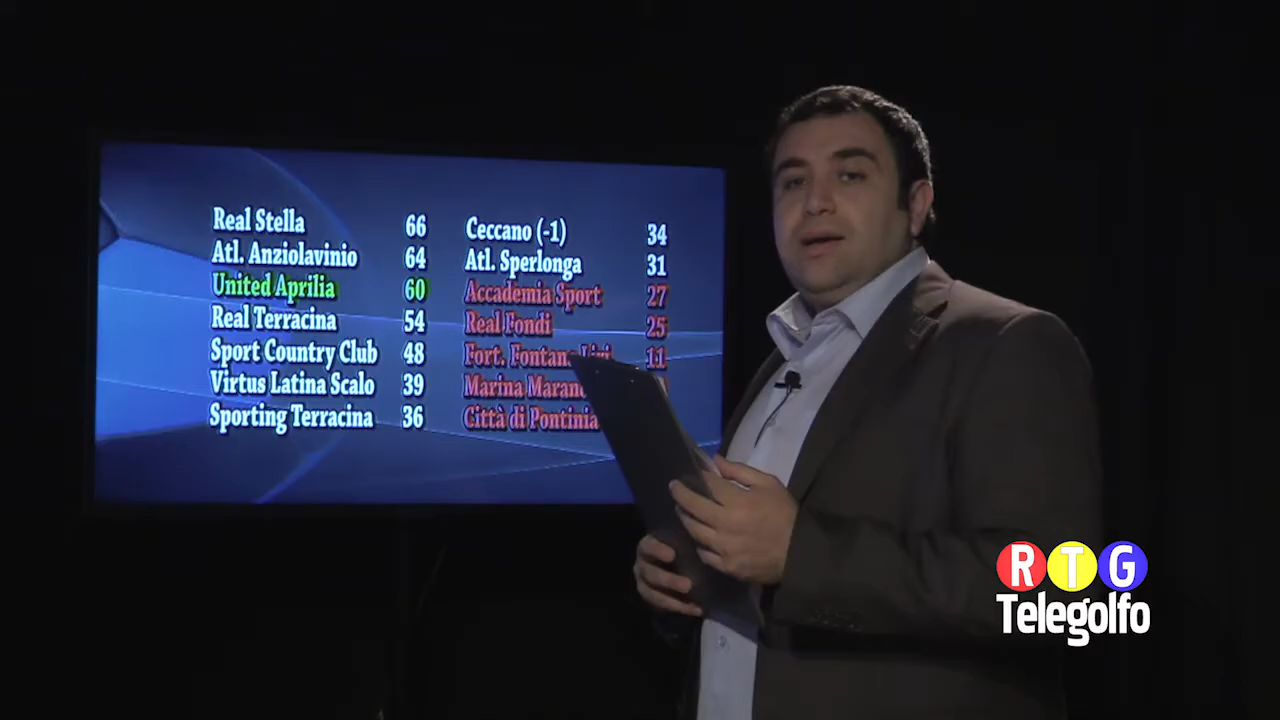 Real Stella 66
Atl. Anziolavinio 64
United Aprilia 60
Real Terracina 54
Sport Country Club 48
Virtus Latina Scalo 39
Sporting Terracina 36
Ceccano (-1) 34
Atl. Sperlonga 31
Accademia Sport 27
Real Fondi 25
Fort. 11
Marina
Città di Pontinia
RTG
Telegolfo